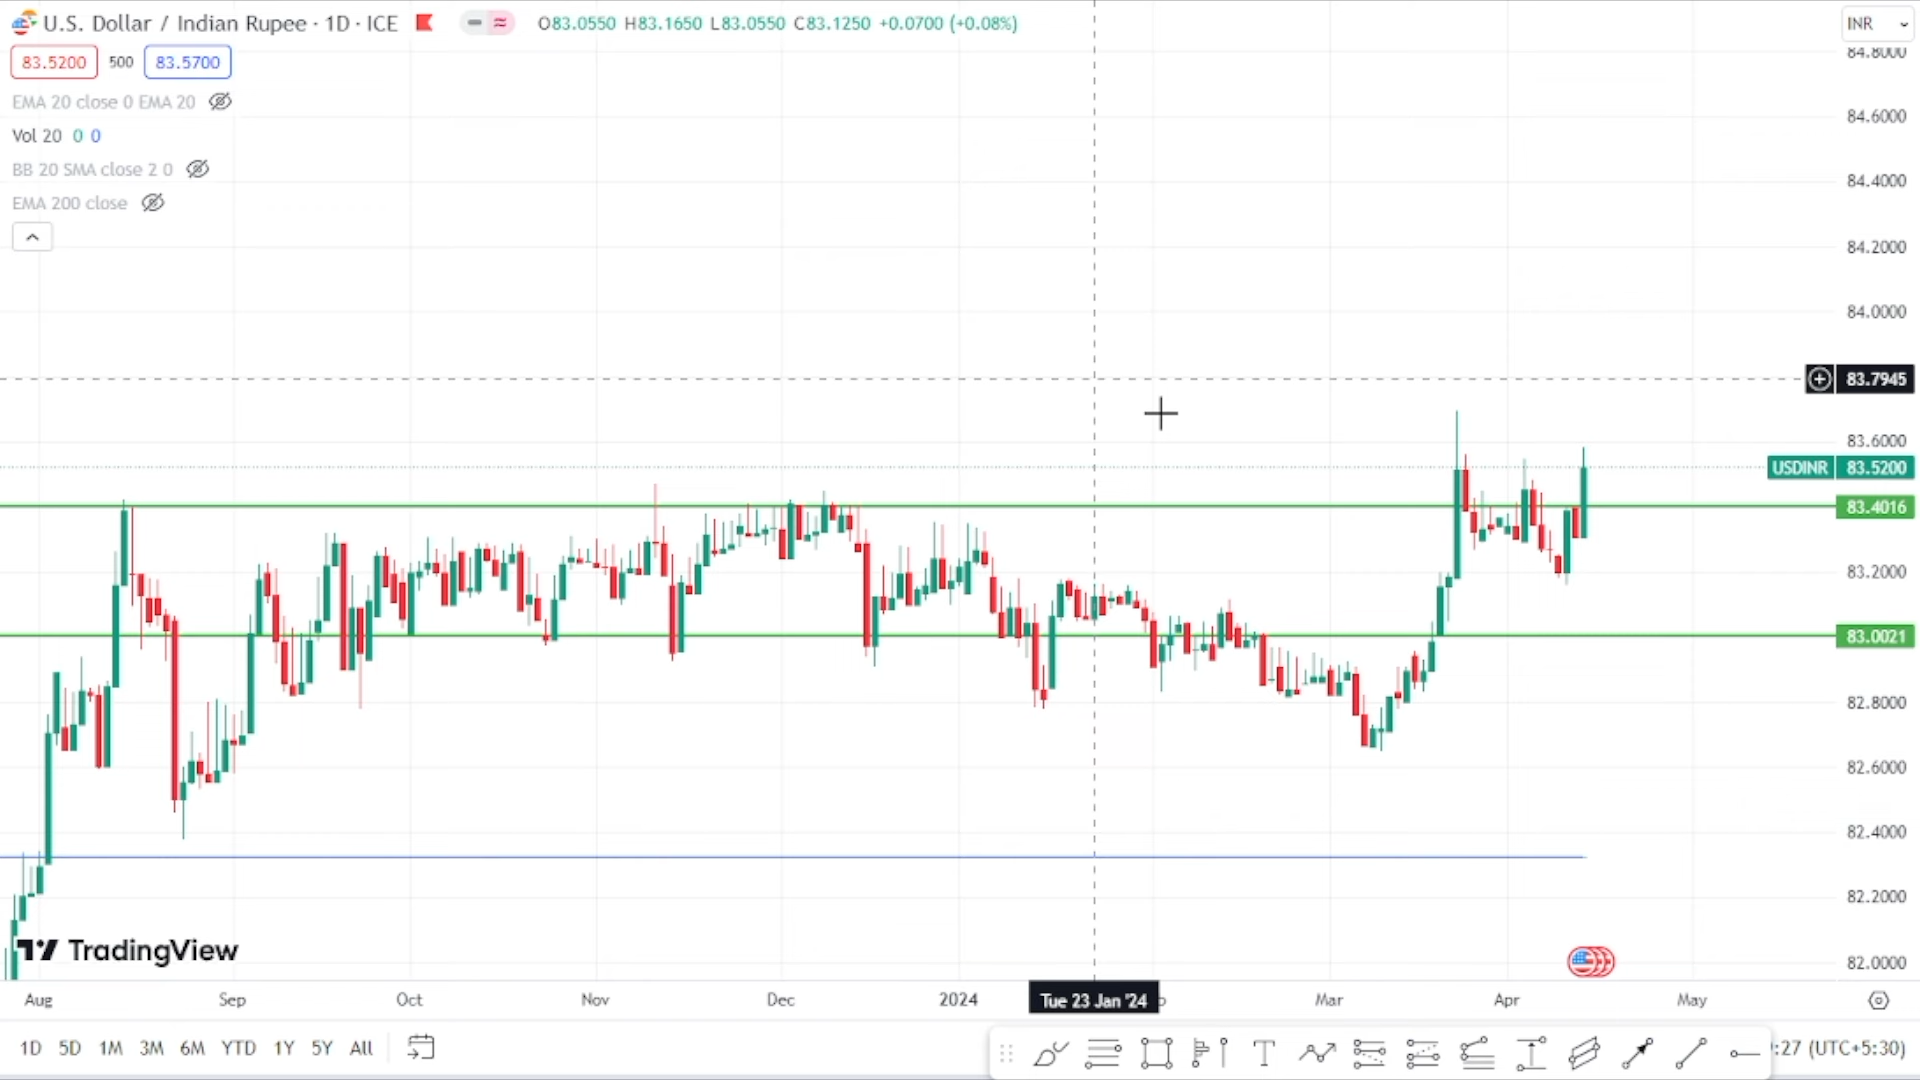 U.S. Dollar / Indian Rupee · 1D · ICE O83.0550 H83.1650 L83.0550 C83.1250 +0.0700 (+0.08%) INR
83.5200 500 83.5700
EMA 20 close 0 EMA 20
Vol 20 0 0
BB 20 SMA close 2 0
EMA 200 close
84.8000
84.6000
84.4000
84.2000
84.0000
83.7945
83.6000
USDINR 83.5200
83.4016
83.2000
83.0021
82.8000
82.6000
82.4000
82.2000
82.0000
TradingView
Aug Sep Oct Nov Dec 2024 Tue 23 Jan '24 Mar Apr May
1D 5D 1M 3M 6M YTD 1Y 5Y All :27 (UTC+5:30)